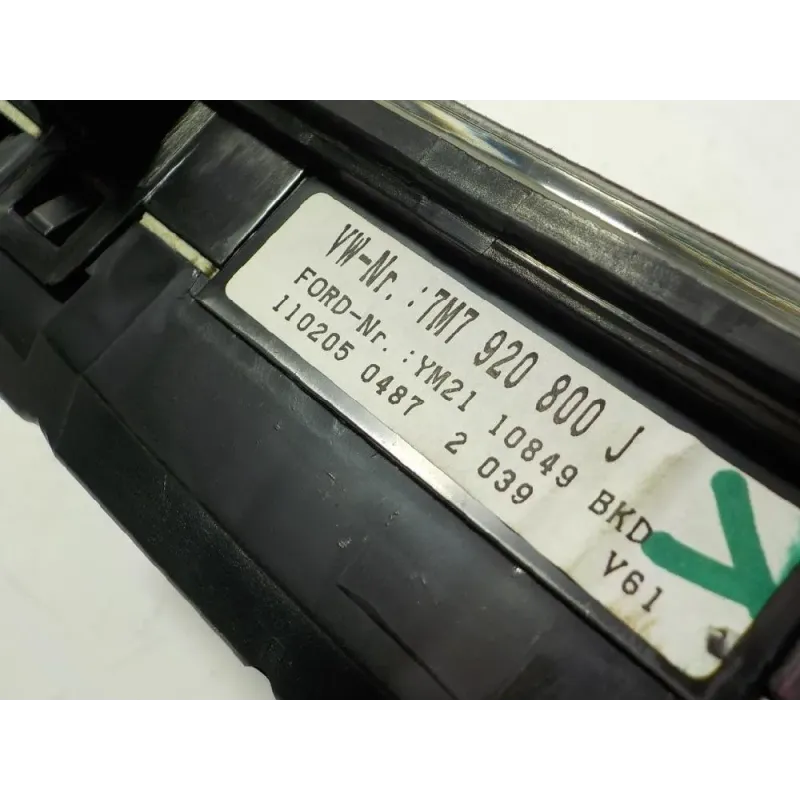 VW-Nr.:7M7 920 800 J
FORD-Nr.:YM21 10849 BKD
110205 0487 2 039 V61